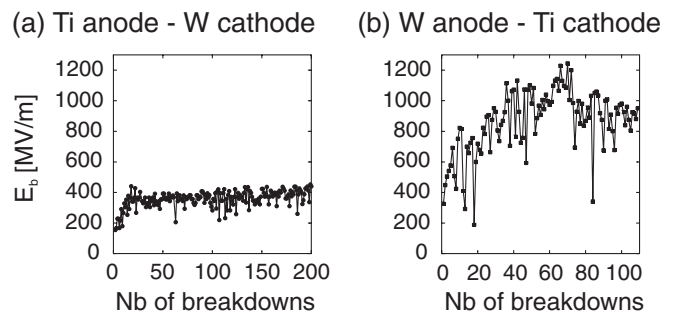 (a) Ti anode - W cathode
(b) W anode - Ti cathode
E_b [MV/m]
1200
1000
800
600
400
200
0
0 50 100 150 200
Nb of breakdowns
1200
1000
800
600
400
200
0
0 20 40 60 80 100
Nb of breakdowns